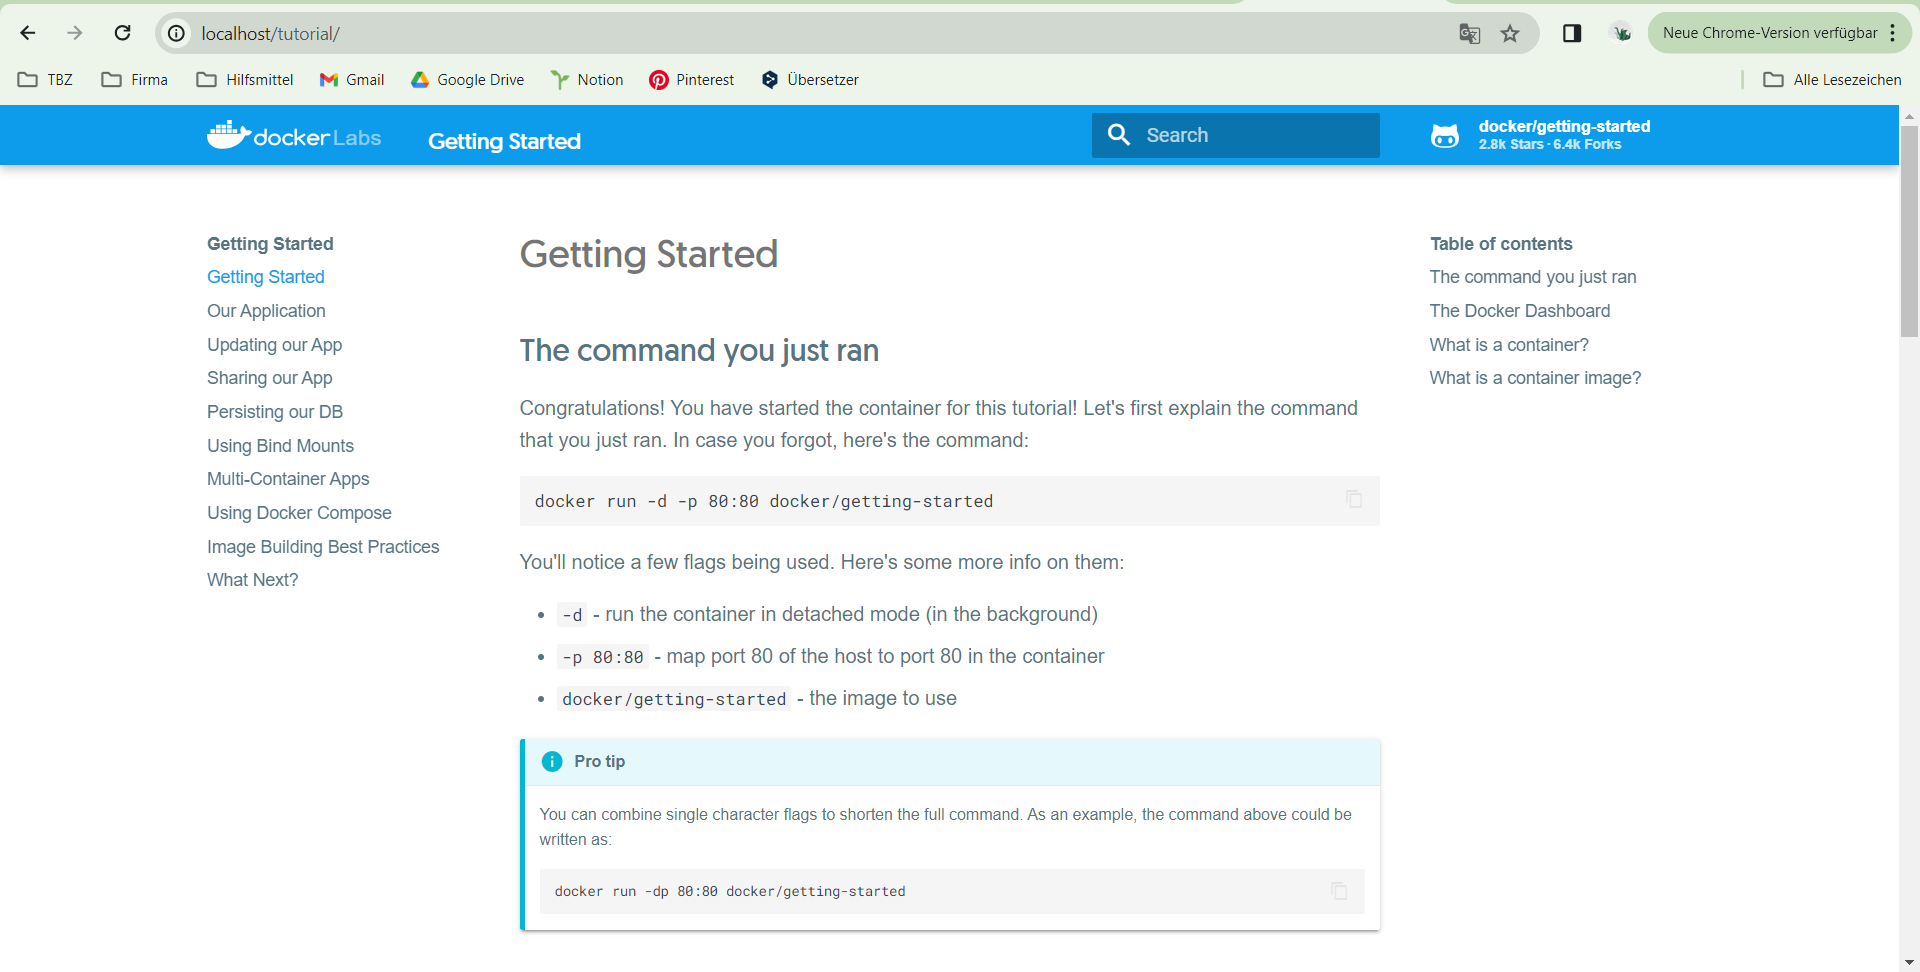 localhost/tutorial/
Neue Chrome-Version verfügbar
TBZ
Firma
Hilfsmittel
Gmail
Google Drive
Notion
Pinterest
Übersetzer
Alle Lesezeichen
docker Labs
Getting Started
Search
docker/getting-started
2.8k Stars · 6.4k Forks
Getting Started
Getting Started
Our Application
Updating our App
Sharing our App
Persisting our DB
Using Bind Mounts
Multi-Container Apps
Using Docker Compose
Image Building Best Practices
What Next?
Getting Started
The command you just ran
Congratulations! You have started the container for this tutorial! Let's first explain the command
that you just ran. In case you forgot, here's the command:
docker run -d -p 80:80 docker/getting-started
You'll notice a few flags being used. Here's some more info on them:
• -d - run the container in detached mode (in the background)
• -p 80:80 - map port 80 of the host to port 80 in the container
• docker/getting-started - the image to use
Pro tip
You can combine single character flags to shorten the full command. As an example, the command above could be
written as:
docker run -dp 80:80 docker/getting-started
Table of contents
The command you just ran
The Docker Dashboard
What is a container?
What is a container image?